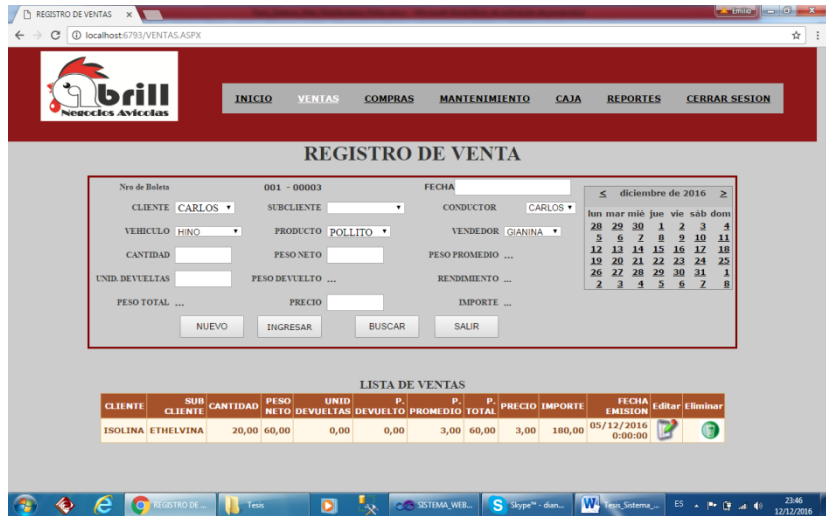 REGISTRO DE VENTAS
Emilio
localhost:6793/VENTAS.ASPX
brill
Negocios Avícolas
INICIO VENTAS COMPRAS MANTENIMIENTO CAJA REPORTES CERRAR SESION
REGISTRO DE VENTA
Nro de Boleta 001 - 00003 FECHA
CLIENTE CARLOS SUBCLIENTE CONDUCTOR CARLOS
VEHICULO HINO PRODUCTO POLLITO VENDEDOR GIANINA
CANTIDAD PESO NETO PESO PROMEDIO ...
UNID. DEVUELTAS PESO DEVUELTO ... RENDIMIENTO ...
PESO TOTAL ... PRECIO IMPORTE ...
NUEVO INGRESAR BUSCAR SALIR
< diciembre de 2016 >
lun mar mié jue vie sáb dom
28 29 30 1 2 3 4
5 6 7 8 9 10 11
12 13 14 15 16 17 18
19 20 21 22 23 24 25
26 27 28 29 30 31 1
2 3 4 5 6 7 8
LISTA DE VENTAS
CLIENTE SUB CLIENTE CANTIDAD PESO NETO UNID DEVUELTAS P. DEVUELTO P. PROMEDIO P. TOTAL PRECIO IMPORTE FECHA EMISION Editar Eliminar
ISOLINA ETHELVINA 20,00 60,00 0,00 0,00 3,00 60,00 3,00 180,00 05/12/2016 0:00:00
REGISTRO DE ... Tesis SISTEMA_WEB... Skype™ - dian... Tesis_Sistema_... ES 23:46
12/12/2016